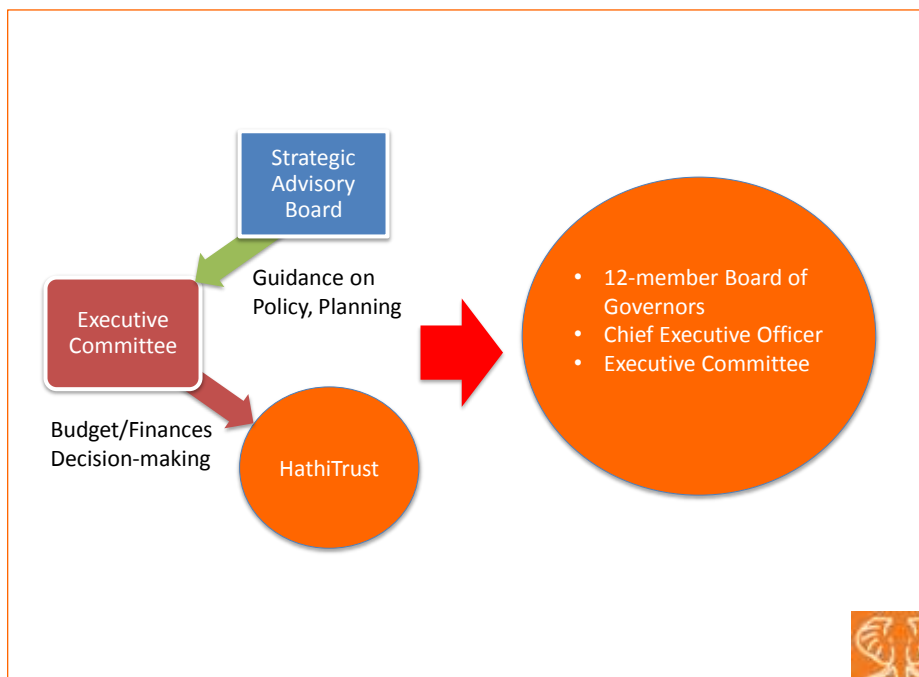 Strategic
Advisory
Board
Guidance on
Policy, Planning
Executive
Committee
Budget/Finances
Decision-making
HathiTrust
• 12-member Board of
Governors
• Chief Executive Officer
• Executive Committee